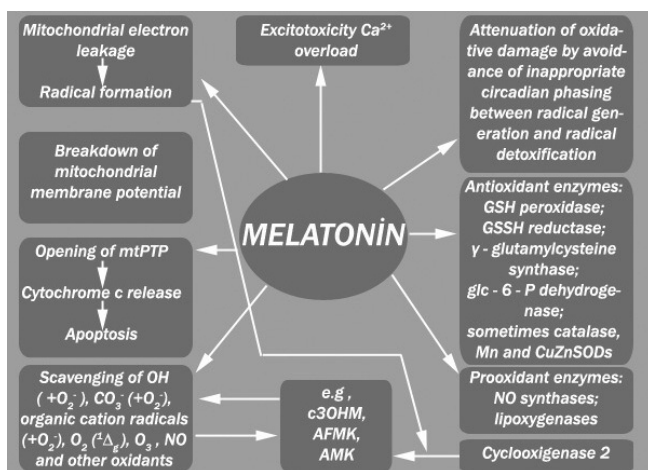 Mitochondrial electron
leakage
Radical formation
Excitotoxicity Ca²⁺
overload
Attenuation of oxida-
tive damage by avoid-
ance of inappropriate
circadian phasing
between radical gen-
eration and radical
detoxification
Breakdown of
mitochondrial
membrane potential
MELATONİN
Antioxidant enzymes:
GSH peroxidase;
GSSH reductase;
γ - glutamylcysteine
synthase;
glc - 6 - P dehydroge-
nase;
sometimes catalase,
Mn and CuZnSODs
Opening of mtPTP
Cytochrome c release
Apoptosis
Scavenging of OH
( +O₂⁻), CO₃⁻ (+O₂⁻),
organic cation radicals
(+O₂⁻), O₂ (¹Δg), O₃ , NO
and other oxidants
e.g ,
c3OHM,
AFMK,
AMK
Prooxidant enzymes:
NO synthases;
lipoxygenases
Cyclooxigenase 2